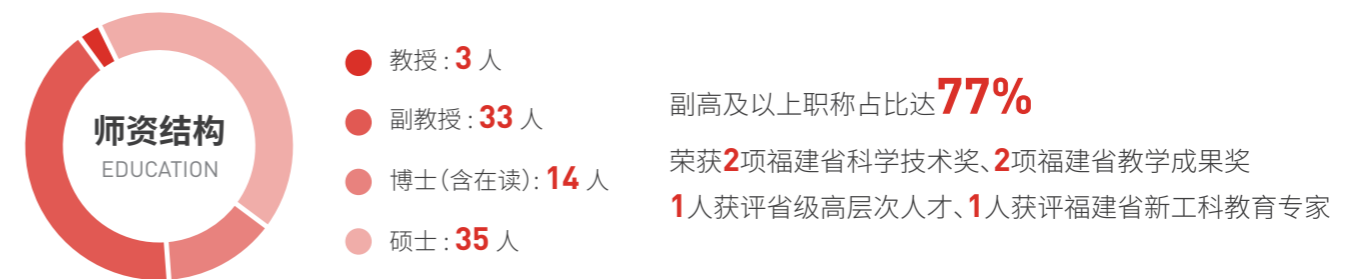 师资结构
EDUCATION
教授：3 人
副教授：33 人
博士（含在读）：14 人
硕士：35 人
副高及以上职称占比达77%
荣获2项福建省科学技术奖、2项福建省教学成果奖
1人获评省级高层次人才、1人获评福建省新工科教育专家